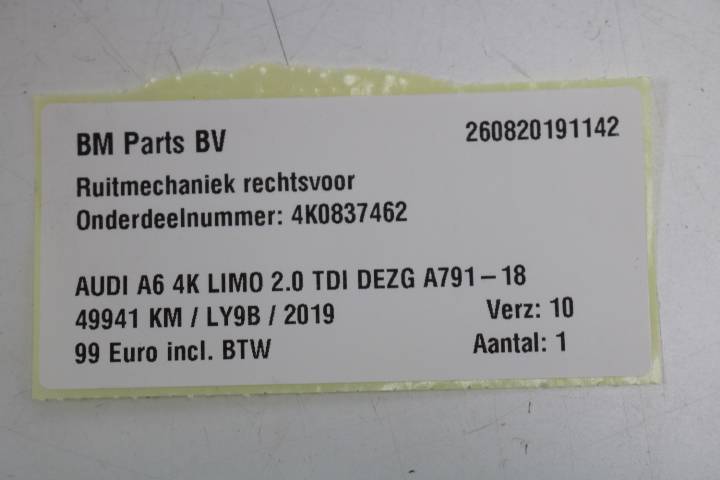 BM Parts BV 260820191142
Ruitmechaniek rechtsvoor
Onderdeelnummer: 4K0837462
AUDI A6 4K LIMO 2.0 TDI DEZG A791-18
49941 KM / LY9B / 2019 Verz: 10
99 Euro incl. BTW Aantal: 1